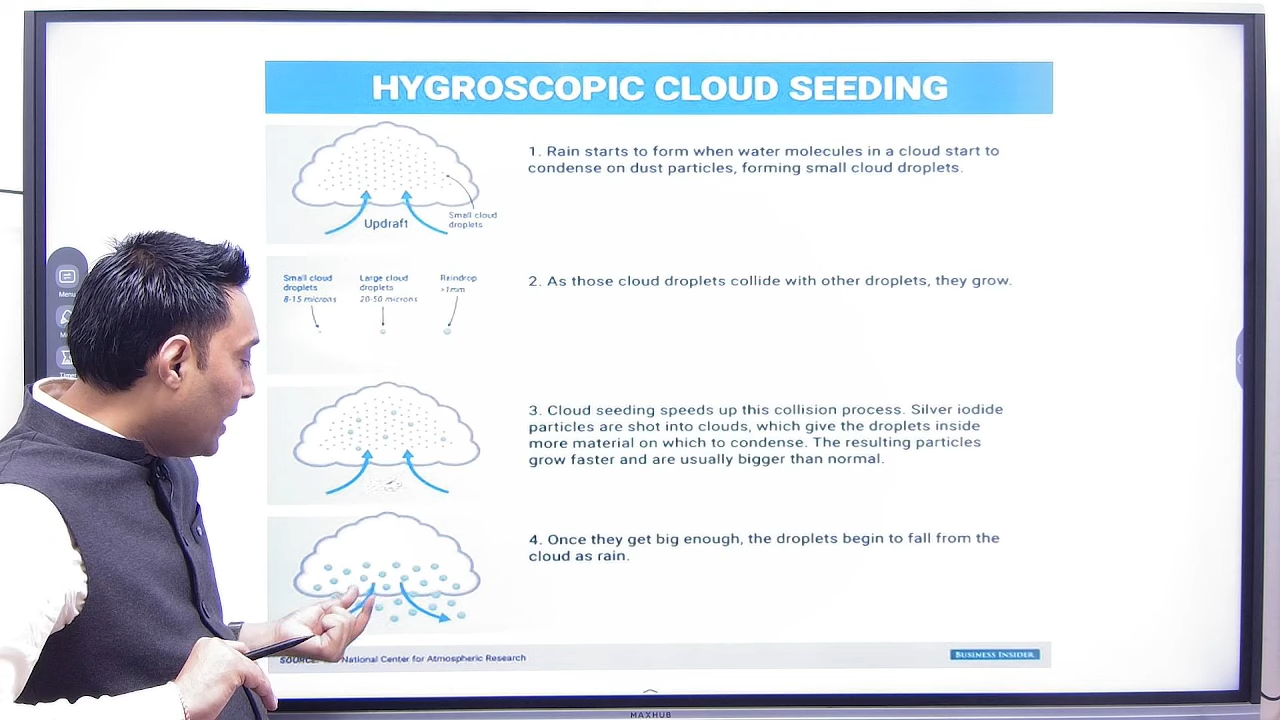 HYGROSCOPIC CLOUD SEEDING
1. Rain starts to form when water molecules in a cloud start to
condense on dust particles, forming small cloud droplets.
Updraft
Small cloud
droplets
Small cloud
droplets
8-15 microns
Large cloud
droplets
20-50 microns
Raindrop
>1mm
2. As those cloud droplets collide with other droplets, they grow.
3. Cloud seeding speeds up this collision process. Silver iodide
particles are shot into clouds, which give the droplets inside
more material on which to condense. The resulting particles
grow faster and are usually bigger than normal.
4. Once they get big enough, the droplets begin to fall from the
cloud as rain.
SOURCE: National Center for Atmospheric Research
BUSINESS INSIDER
Menu
MAXHUB